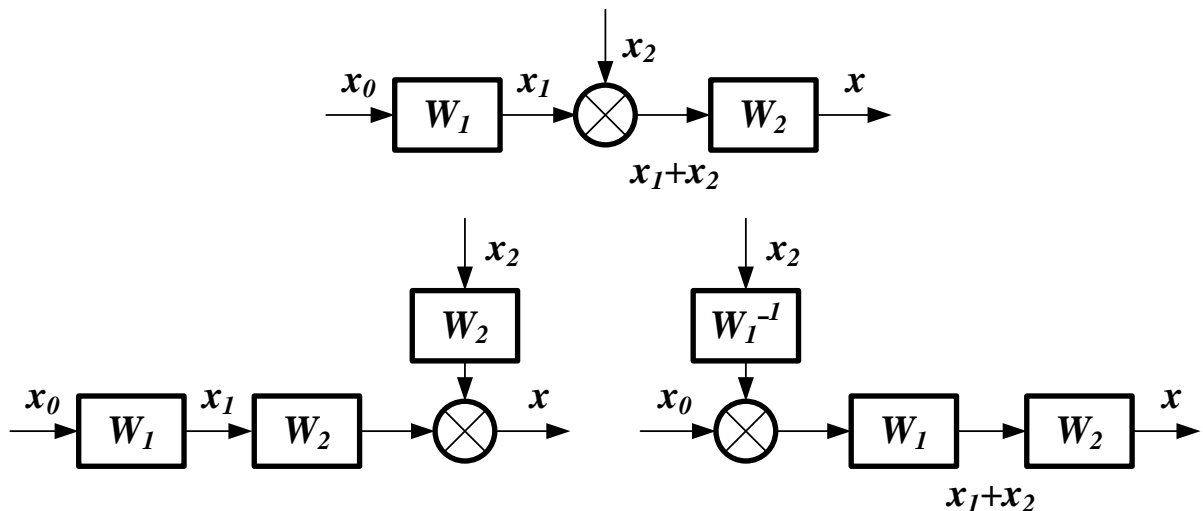 x₂
x₀ W₁ x₁ W₂ x
x₁+x₂
x₂ x₂
W₂ W₁⁻¹
x₀ W₁ x₁ W₂ x x₀ W₁ W₂ x
x₁+x₂